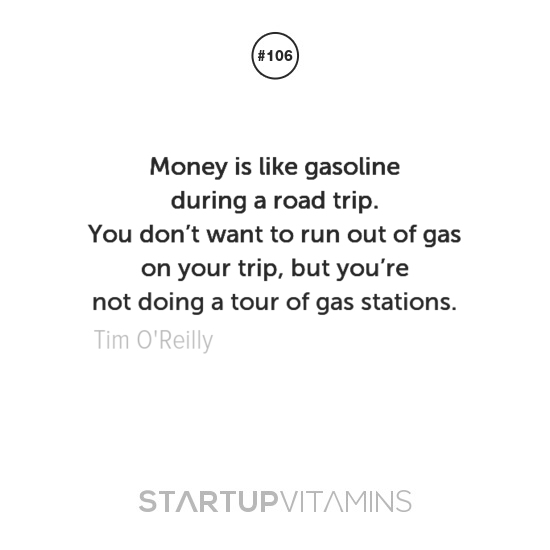 #106
Money is like gasoline
during a road trip.
You don’t want to run out of gas
on your trip, but you’re
not doing a tour of gas stations.
Tim O'Reilly
STARTUPVITAMINS